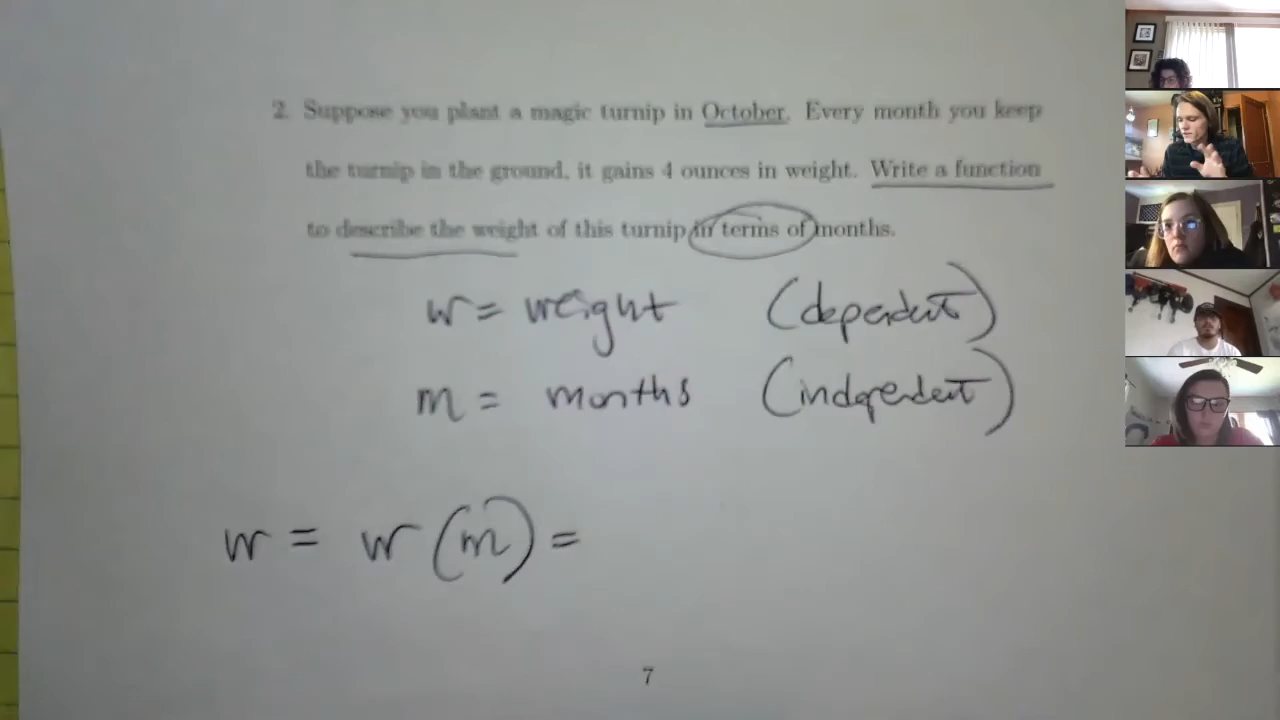 2. Suppose you plant a magic turnip in October. Every month you keep
the turnip in the ground, it gains 4 ounces in weight. Write a function
to describe the weight of this turnip in terms of months.
w = weight (dependent)
m = months (independent)
w = w(m) =
7